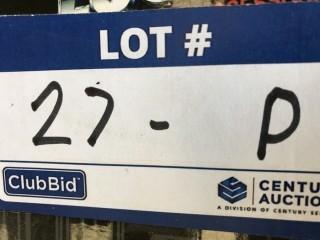 LOT #
27 - P
ClubBid
CENTU
AUCTIO
A DIVISION OF CENTURY SE